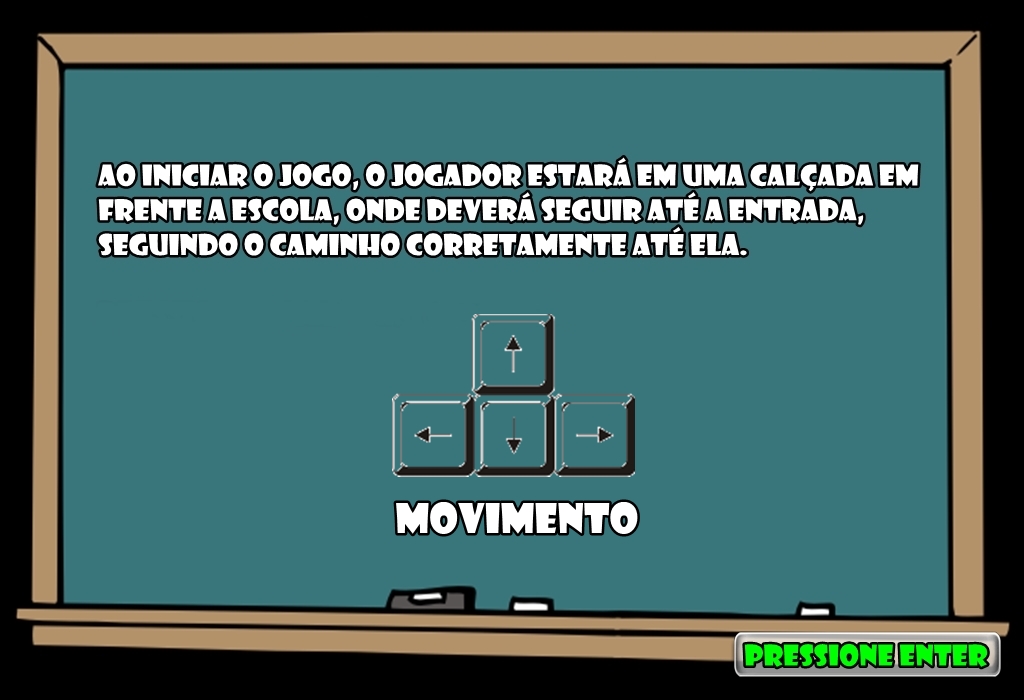 AO INICIAR O JOGO, O JOGADOR ESTARÁ EM UMA CALÇADA EM
FRENTE A ESCOLA, ONDE DEVERÁ SEGUIR ATÉ A ENTRADA,
SEGUINDO O CAMINHO CORRETAMENTE ATÉ ELA.
MOVIMENTO
PRESSIONE ENTER